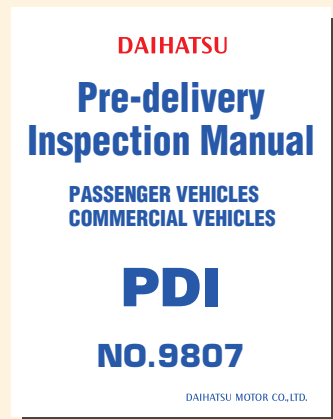 DAIHATSU
Pre-delivery
Inspection Manual
PASSENGER VEHICLES
COMMERCIAL VEHICLES
PDI
NO.9807
DAIHATSU MOTOR CO.,LTD.